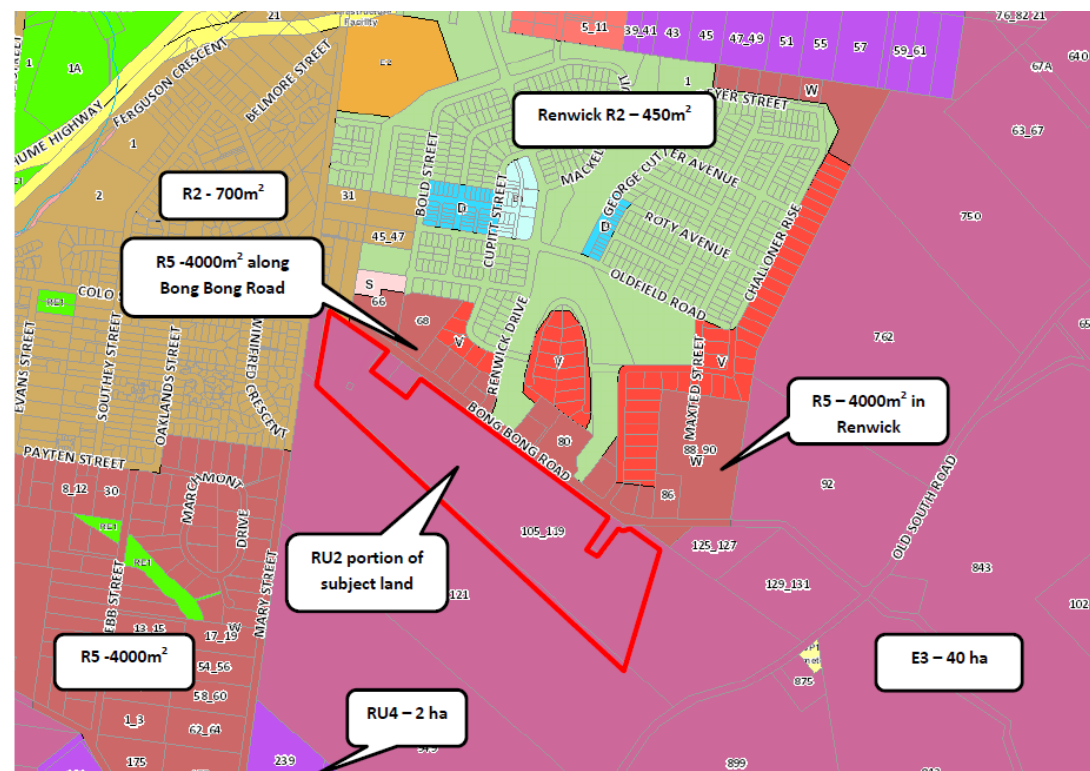 Facility
5_11
39_41
43
45
47_49
51
55
57
59_61
76_82 21
640
67A
63_67
1
1A
FERGUSON CRESCENT
HUME HIGHWAY
BELMORE STREET
1
2
Renwick R2 – 450m²
1
W
R2 - 700m²
31
BOLD STREET
D
CUPITT STREET
GEORGE CUTTER AVENUE
D
ROTY AVENUE
OLDFIELD ROAD
CHALLONER RISE
750
45_47
R5 -4000m² along
Bong Bong Road
S
66
68
V
RENWICK DRIVE
V
V
MAXTED STREET
762
COLO
RE1
EVANS STREET
SOUTHEY STREET
OAKLANDS STREET
WINIFRED CRESCENT
BONG BONG ROAD
80
88_90
W
86
R5 – 4000m² in
Renwick
92
OLD SOUTH ROAD
PAYTEN STREET
8_12
30
MARCHMONT
DRIVE
MARY STREET
RE1
RE1
105_119
125_127
129_131
843
102
RU2 portion of
subject land
121
13_15
17_19
W
R5 -4000m²
54_56
58_60
1_3
62_64
175
239
RU4 – 2 ha
875
E3 – 40 ha
899